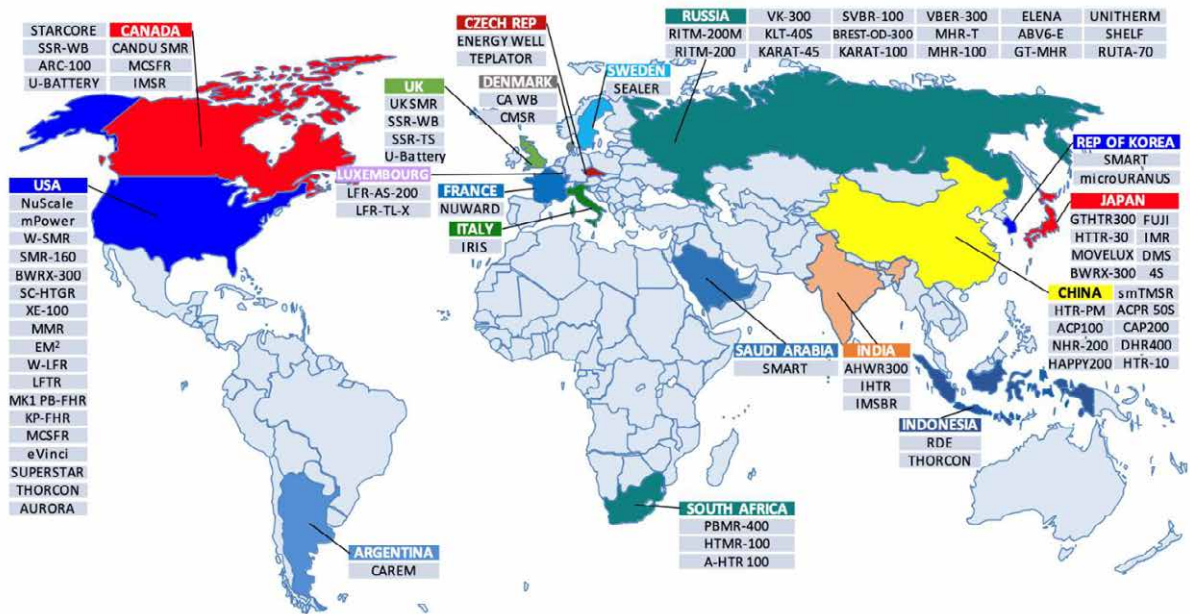 STARCORE CANADA
SSR-WB CANDU SMR
ARC-100 MCSFR
U-BATTERY IMSR
CZECH REP
ENERGY WELL
TEPLATOR
RUSSIA VK-300 SVBR-100 VBER-300 ELENA UNITHERM
RITM-200M KLT-40S BREST-OD-300 MHR-T ABV6-E SHELF
RITM-200 KARAT-45 KARAT-100 MHR-100 GT-MHR RUTA-70
UK
UKSMR
SSR-WB
SSR-TS
U-Battery
DENMARK
CA WB
CMSR
SWEDEN
SEALER
LUXEMBOURG
LFR-AS-200
LFR-TL-X
FRANCE
NUWARD
ITALY
IRIS
REP OF KOREA
SMART
microURANUS
JAPAN
GTHTR300 FUJI
HTTR-30 IMR
MOVELUX DMS
BWRX-300 4S
CHINA smTMSR
HTR-PM ACPR 50S
ACP100 CAP200
NHR-200 DHR400
HAPPY200 HTR-10
USA
NuScale
mPower
W-SMR
SMR-160
BWRX-300
SC-HTGR
XE-100
MMR
EM²
W-LFR
LFTR
MK1 PB-FHR
KP-FHR
MCSFR
eVinci
SUPERSTAR
THORCON
AURORA
SAUDI ARABIA
SMART
INDIA
AHWR300
IHTR
IMSBR
INDONESIA
RDE
THORCON
SOUTH AFRICA
PBMR-400
HTMR-100
A-HTR 100
ARGENTINA
CAREM